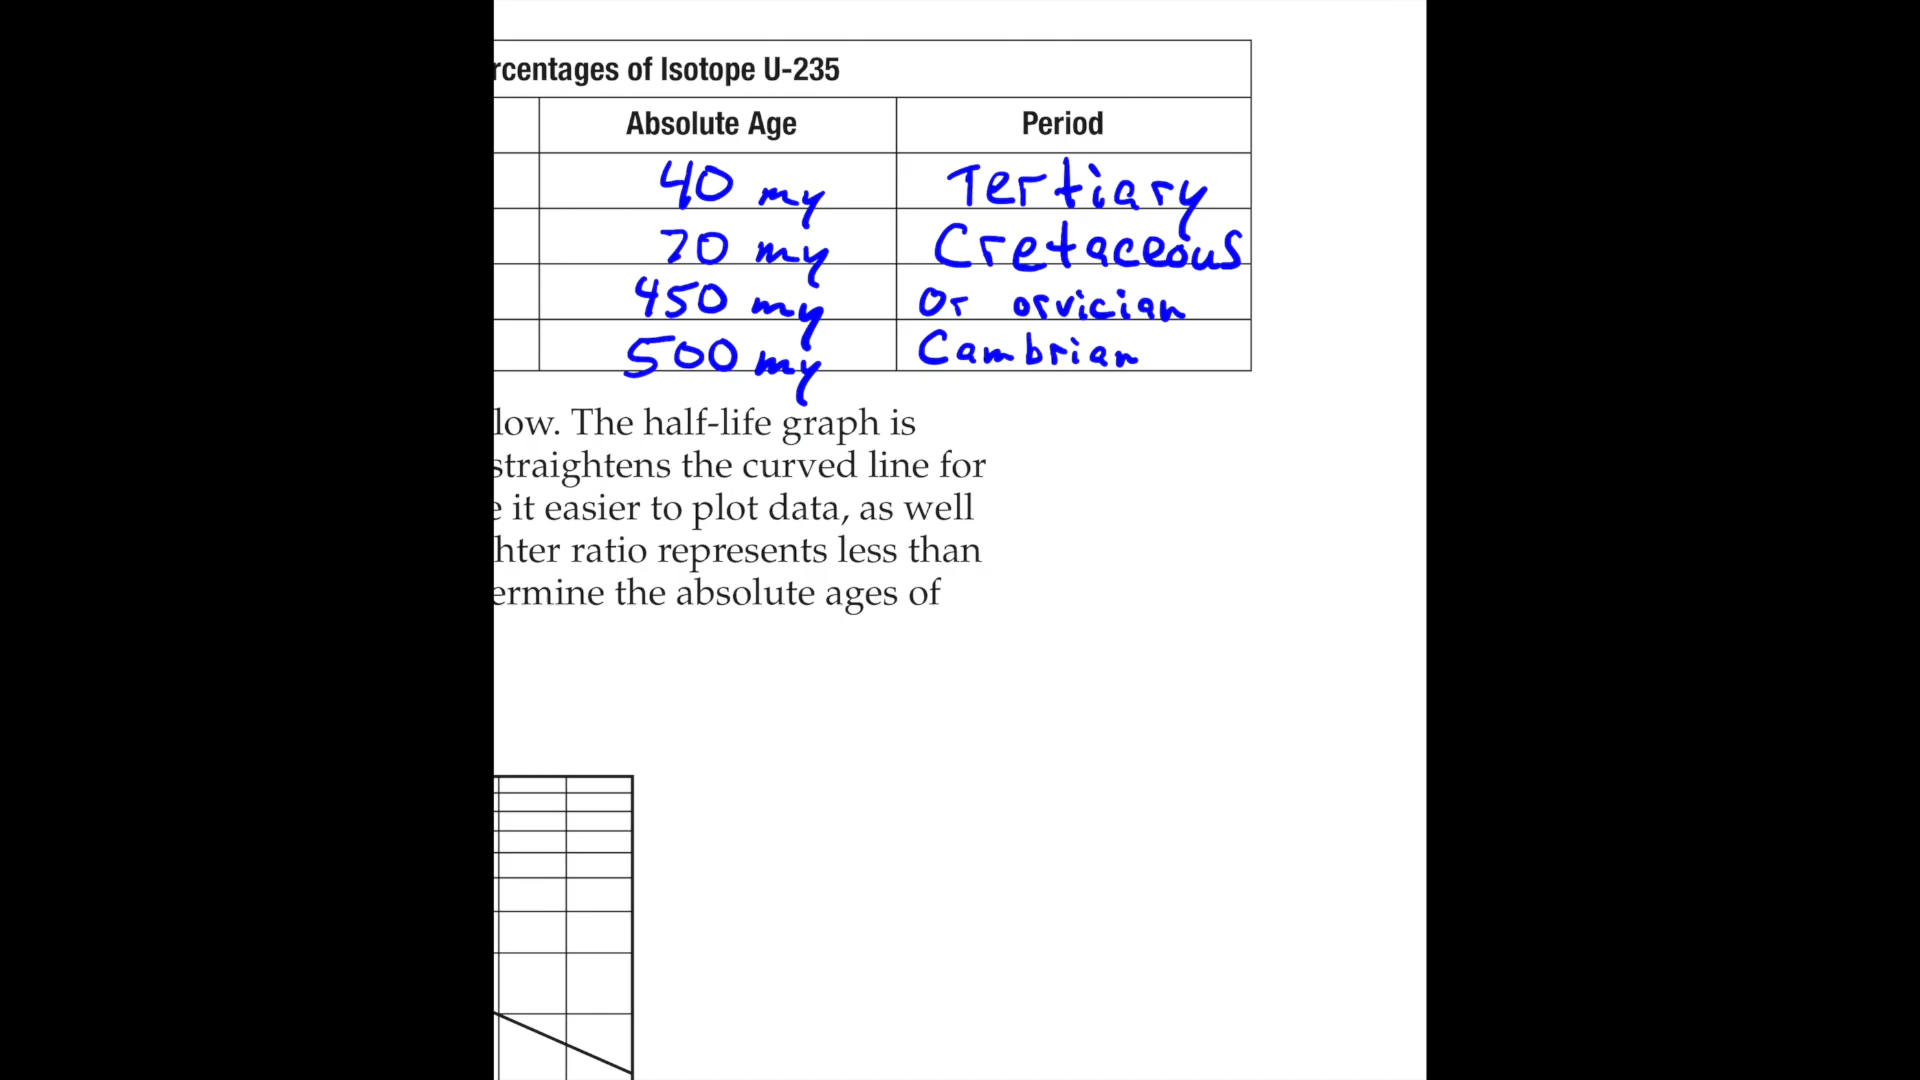 rcentages of Isotope U-235
Absolute Age Period
40 my Tertiary
70 my Cretaceous
450 my Or orvician
500 my Cambrian
low. The half-life graph is
straightens the curved line for
e it easier to plot data, as well
hter ratio represents less than
ermine the absolute ages of